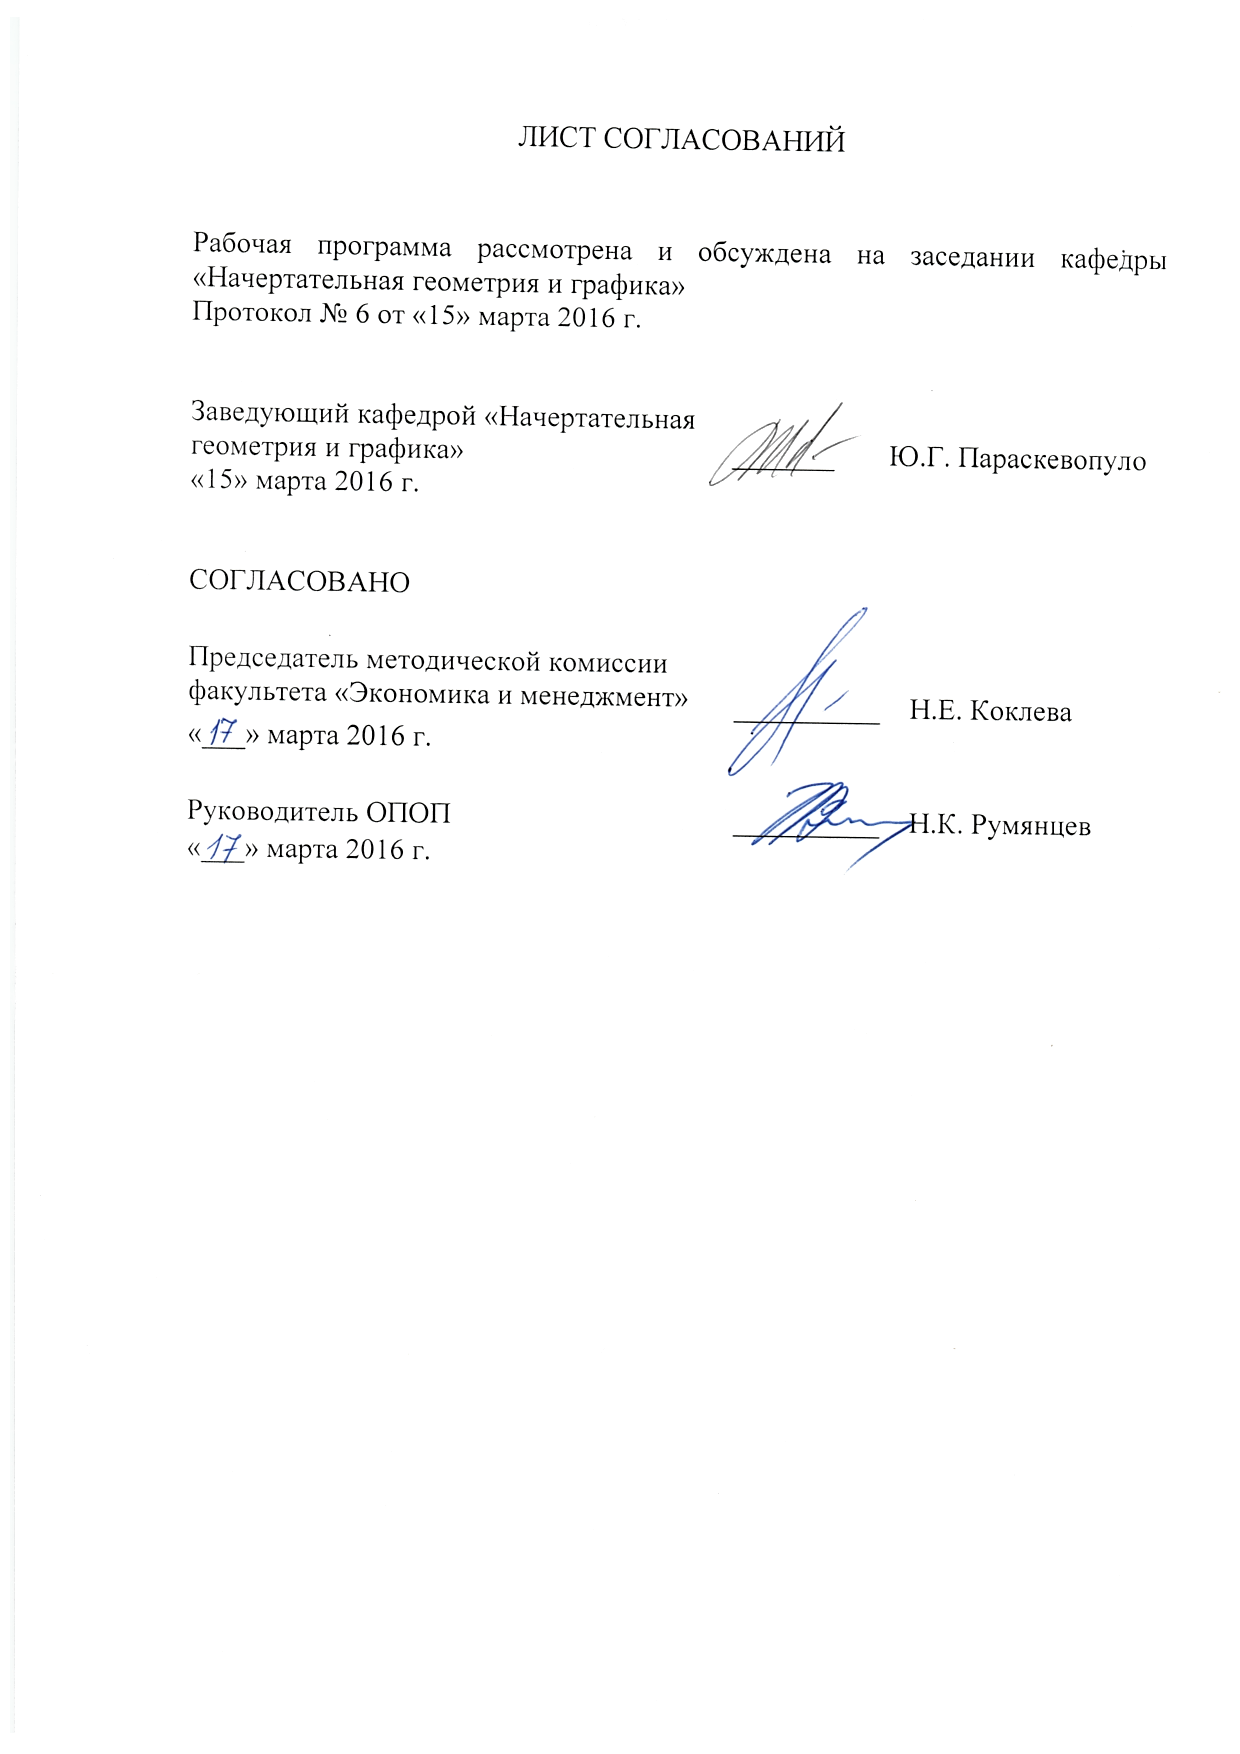 ЛИСТ СОГЛАСОВАНИЙ
Рабочая программа рассмотрена и обсуждена на заседании кафедры
«Начертательная геометрия и графика»
Протокол № 6 от «15» марта 2016 г.
Заведующий кафедрой «Начертательная
геометрия и графика»
Ю.Г. Параскевопуло
«15» марта 2016 г.
СОГЛАСОВАНО
Председатель методической комиссии
факультета «Экономика и менеджмент»
Н.Е. Коклева
«17» марта 2016 г.
Руководитель ОПОП
Н.К. Румянцев
«17» марта 2016 г.